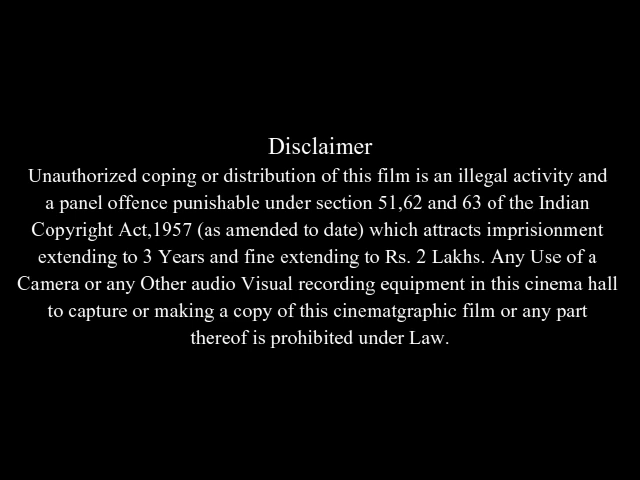 Disclaimer
Unauthorized coping or distribution of this film is an illegal activity and
a panel offence punishable under section 51,62 and 63 of the Indian
Copyright Act,1957 (as amended to date) which attracts imprisionment
extending to 3 Years and fine extending to Rs. 2 Lakhs. Any Use of a
Camera or any Other audio Visual recording equipment in this cinema hall
to capture or making a copy of this cinematgraphic film or any part
thereof is prohibited under Law.